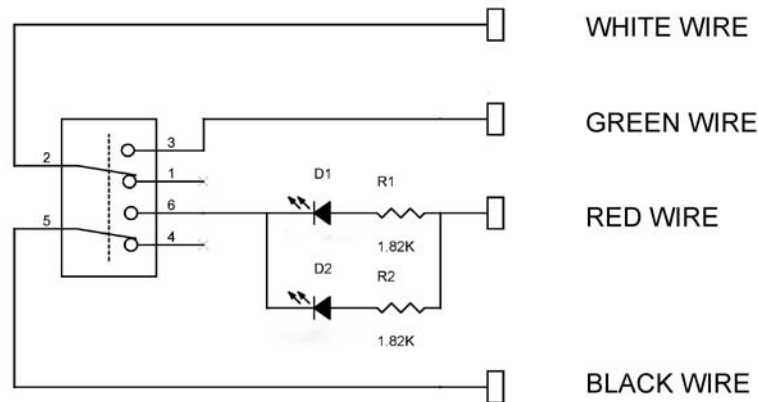 WHITE WIRE
3
GREEN WIRE
2
1
D1
R1
6
RED WIRE
5
4
1.82K
D2
R2
1.82K
BLACK WIRE